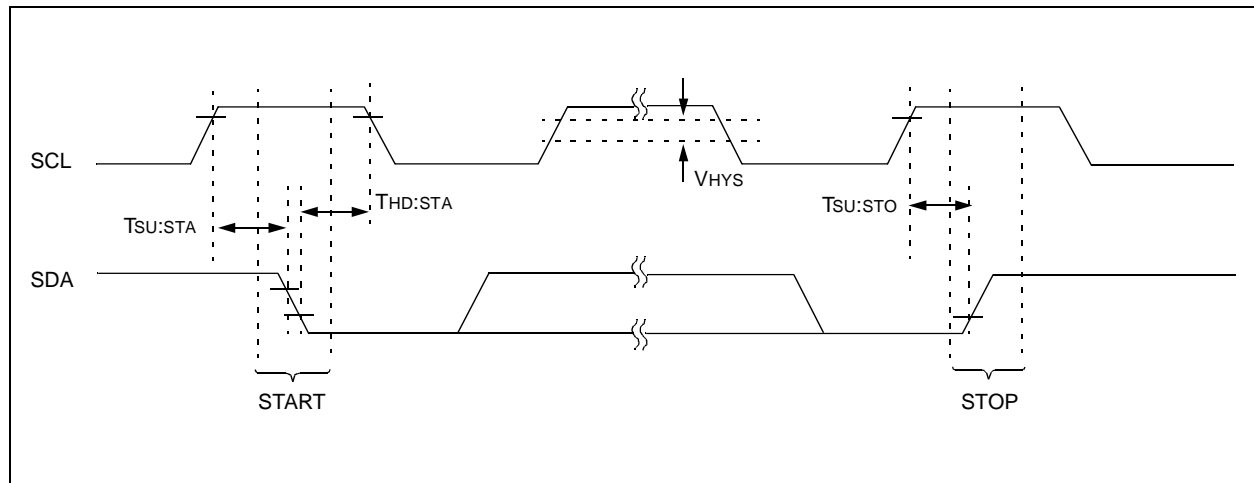 SCL
VHYS
THD:STA
TSU:STA
TSU:STO
SDA
START
STOP